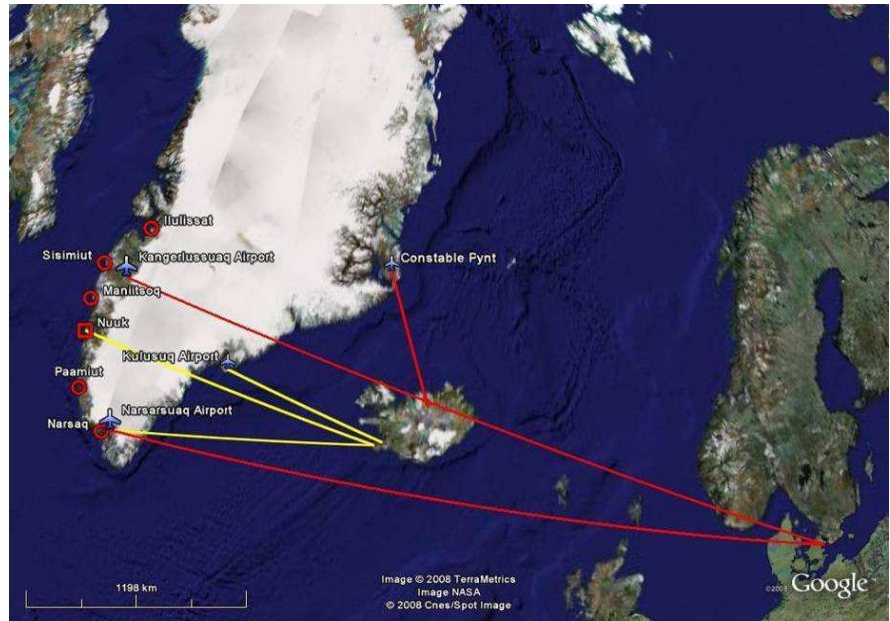 Ilulissat
Sisimiut
Kangerlussuaq Airport
Constable Pynt
Maniitsoq
Nuuk
Kulusuq Airport
Paamiut
Narsarsuaq Airport
Narsaq
1198 km
Image © 2008 TerraMetrics
Image NASA
© 2008 Cnes/Spot Image
©2008 Google